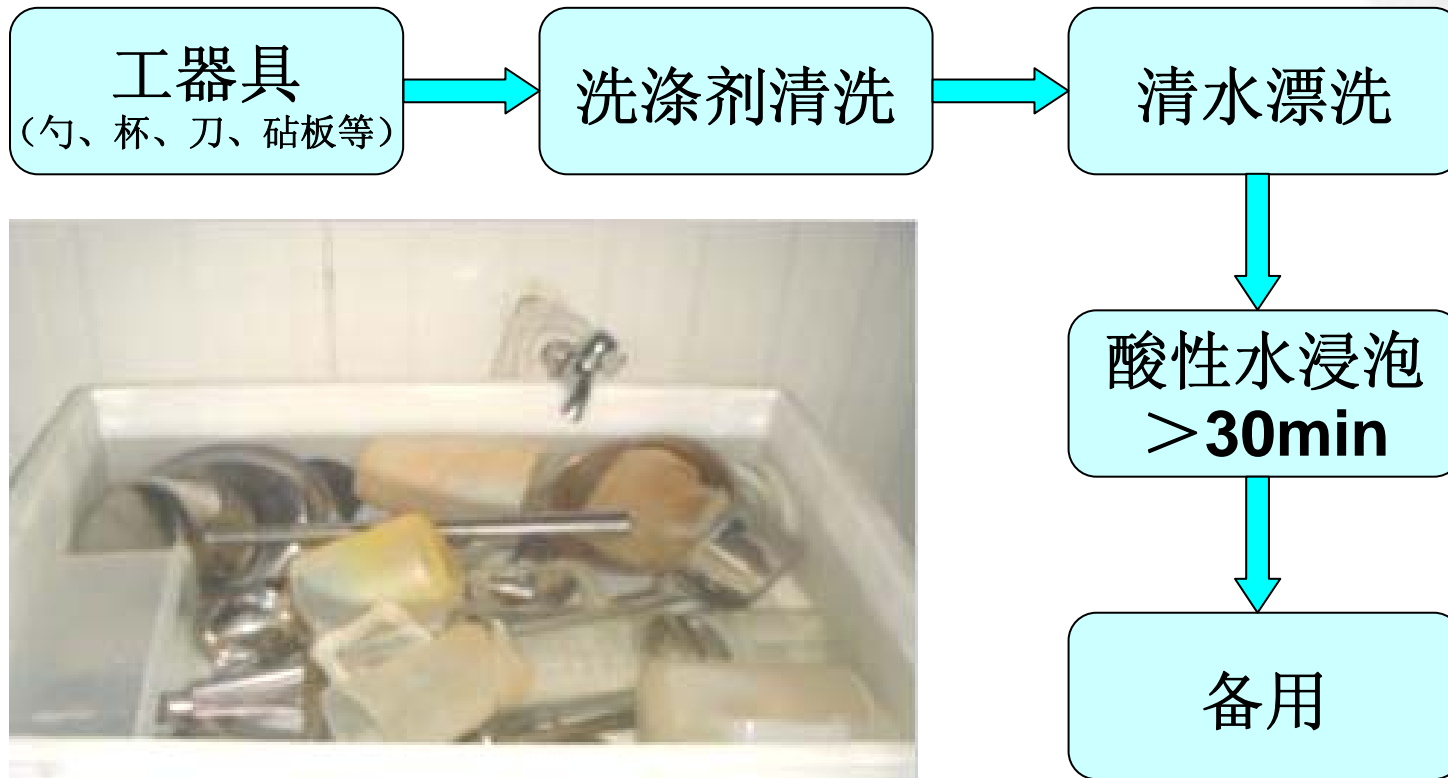 工器具
（勺、杯、刀、砧板等）
洗涤剂清洗
清水漂洗
酸性水浸泡
＞30min
备用